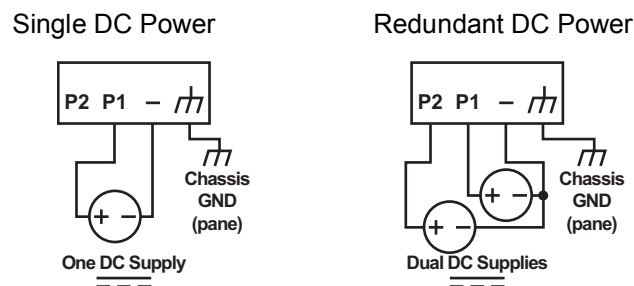 Single DC Power
P2 P1 –
Chassis
GND
(pane)
+ –
One DC Supply
Redundant DC Power
P2 P1 –
Chassis
GND
(pane)
+ –
+ –
Dual DC Supplies